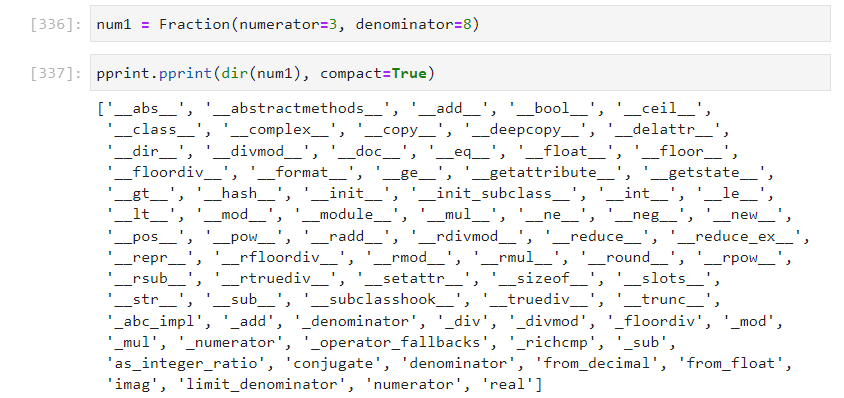 [336]: num1 = Fraction(numerator=3, denominator=8)
[337]: pprint.pprint(dir(num1), compact=True)
['__abs__', '__abstractmethods__', '__add__', '__bool__', '__ceil__',
'__class__', '__complex__', '__copy__', '__deepcopy__', '__delattr__',
'__dir__', '__divmod__', '__doc__', '__eq__', '__float__', '__floor__',
'__floordiv__', '__format__', '__ge__', '__getattribute__', '__getstate__',
'__gt__', '__hash__', '__init__', '__init_subclass__', '__int__', '__le__',
'__lt__', '__mod__', '__module__', '__mul__', '__ne__', '__neg__', '__new__',
'__pos__', '__pow__', '__radd__', '__rdivmod__', '__reduce__', '__reduce_ex__',
'__repr__', '__rfloordiv__', '__rmod__', '__rmul__', '__round__', '__rpow__',
'__rsub__', '__rtruediv__', '__setattr__', '__sizeof__', '__slots__',
'__str__', '__sub__', '__subclasshook__', '__truediv__', '__trunc__',
'_abc_impl', '_add', '_denominator', '_div', '_divmod', '_floordiv', '_mod',
'_mul', '_numerator', '_operator_fallbacks', '_richcmp', '_sub',
'as_integer_ratio', 'conjugate', 'denominator', 'from_decimal', 'from_float',
'imag', 'limit_denominator', 'numerator', 'real']